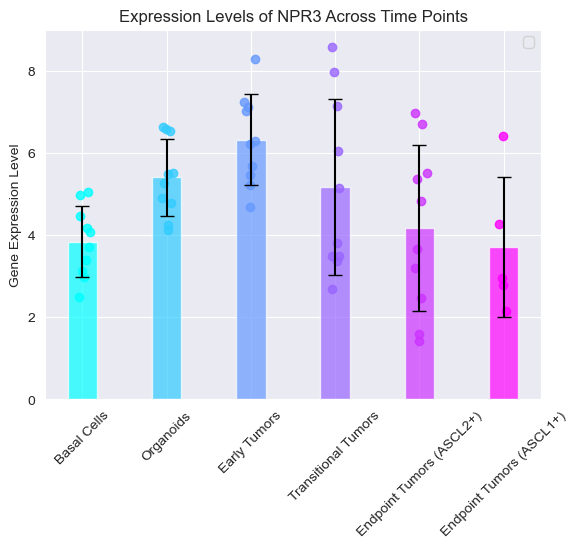 Expression Levels of NPR3 Across Time Points
Gene Expression Level
8
6
4
2
0
Basal Cells
Organoids
Early Tumors
Transitional Tumors
Endpoint Tumors (ASCL2+)
Endpoint Tumors (ASCL1+)